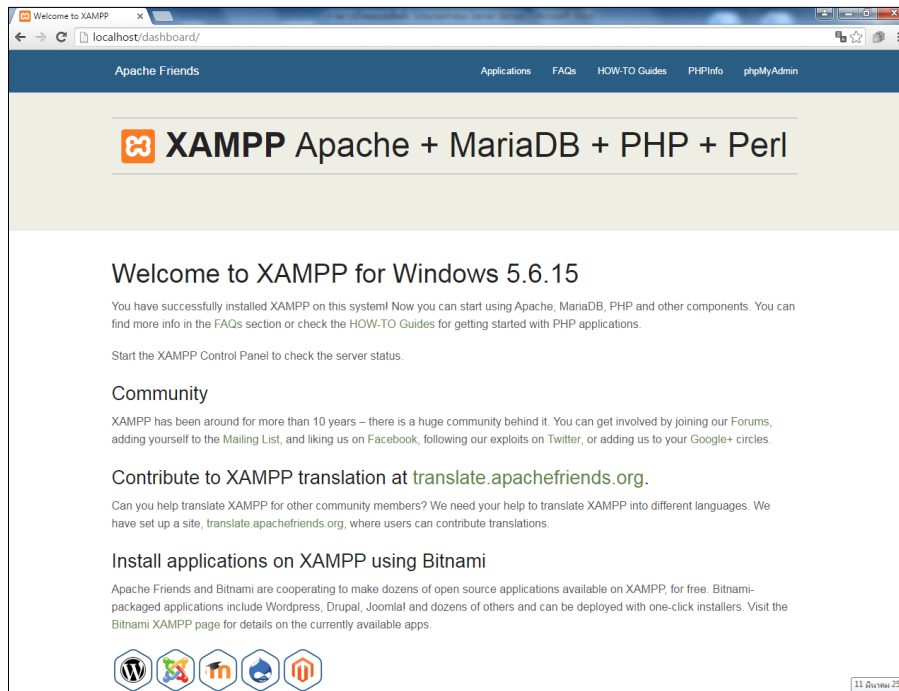 Welcome to XAMPP
localhost/dashboard/
Apache Friends
Applications
FAQs
HOW-TO Guides
PHPInfo
phpMyAdmin
XAMPP Apache + MariaDB + PHP + Perl
Welcome to XAMPP for Windows 5.6.15
You have successfully installed XAMPP on this system! Now you can start using Apache, MariaDB, PHP and other components. You can
find more info in the FAQs section or check the HOW-TO Guides for getting started with PHP applications.
Start the XAMPP Control Panel to check the server status.
Community
XAMPP has been around for more than 10 years – there is a huge community behind it. You can get involved by joining our Forums,
adding yourself to the Mailing List, and liking us on Facebook, following our exploits on Twitter, or adding us to your Google+ circles.
Contribute to XAMPP translation at translate.apachefriends.org.
Can you help translate XAMPP for other community members? We need your help to translate XAMPP into different languages. We
have set up a site, translate.apachefriends.org, where users can contribute translations.
Install applications on XAMPP using Bitnami
Apache Friends and Bitnami are cooperating to make dozens of open source applications available on XAMPP, for free. Bitnami-
packaged applications include Wordpress, Drupal, Joomla! and dozens of others and can be deployed with one-click installers. Visit the
Bitnami XAMPP page for details on the currently available apps.
11 มีนาคม 25